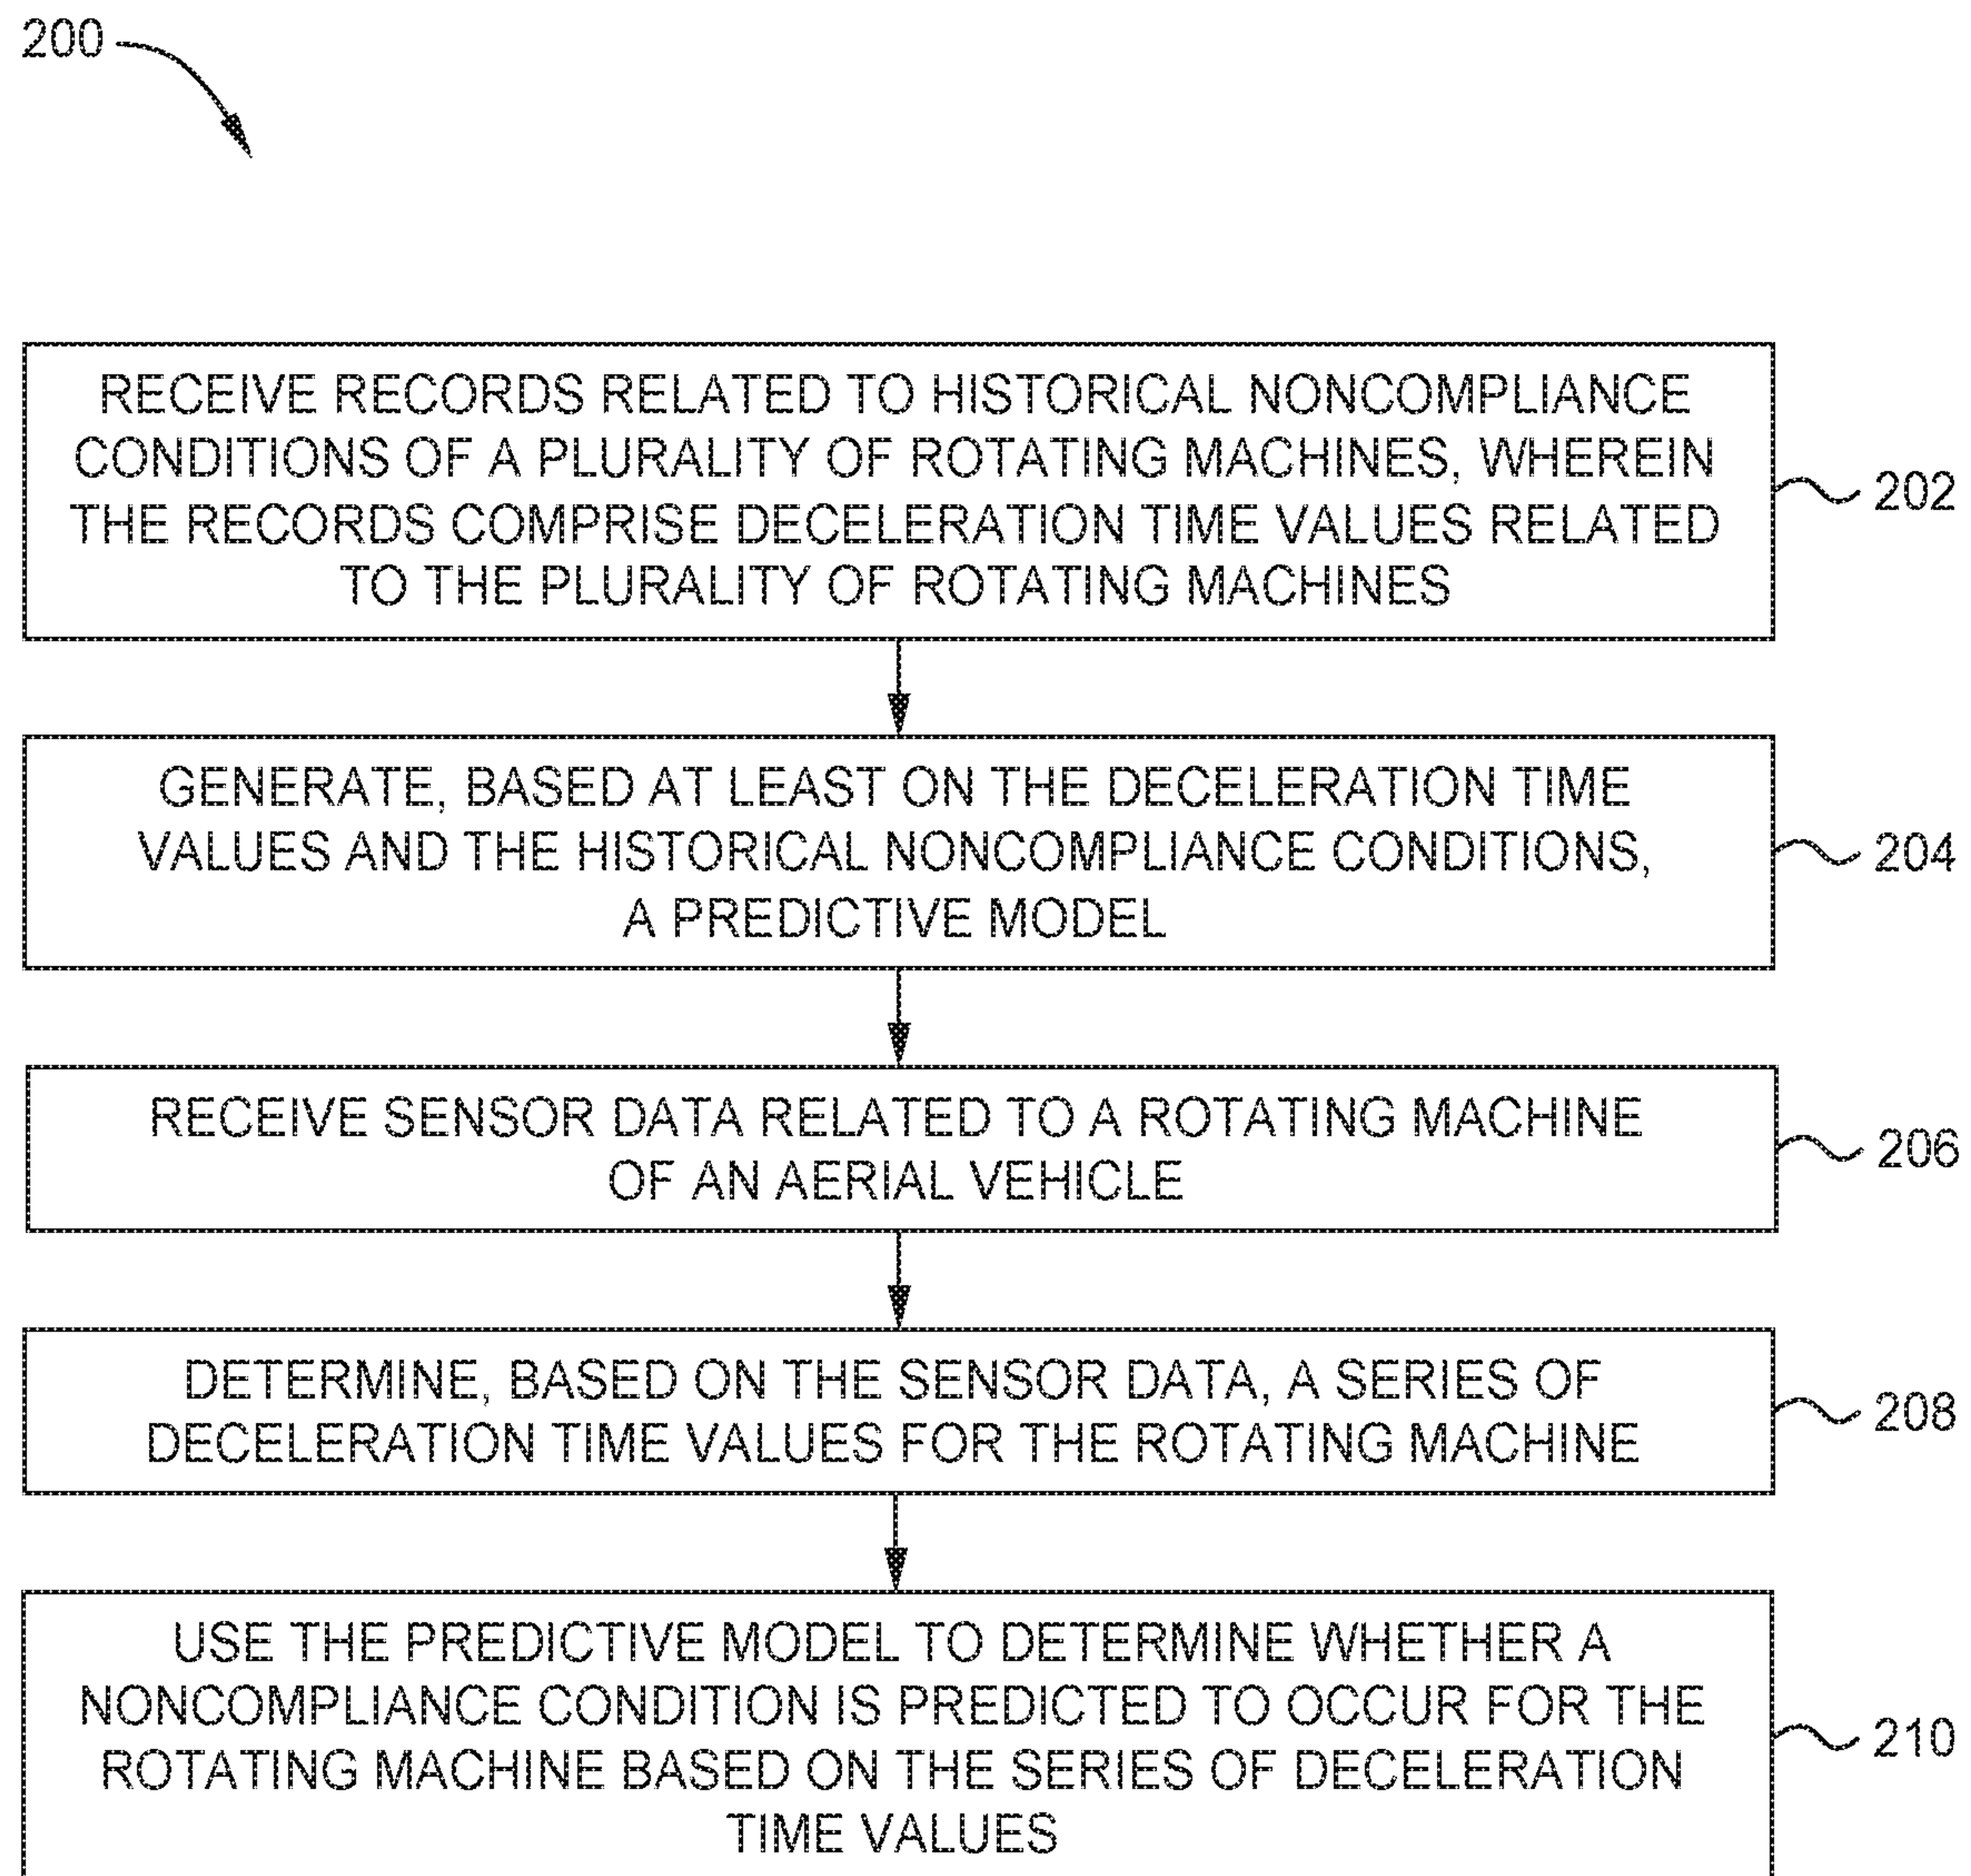 200
RECEIVE RECORDS RELATED TO HISTORICAL NONCOMPLIANCE
CONDITIONS OF A PLURALITY OF ROTATING MACHINES, WHEREIN
THE RECORDS COMPRISE DECELERATION TIME VALUES RELATED
TO THE PLURALITY OF ROTATING MACHINES
202
GENERATE, BASED AT LEAST ON THE DECELERATION TIME
VALUES AND THE HISTORICAL NONCOMPLIANCE CONDITIONS,
A PREDICTIVE MODEL
204
RECEIVE SENSOR DATA RELATED TO A ROTATING MACHINE
OF AN AERIAL VEHICLE
206
DETERMINE, BASED ON THE SENSOR DATA, A SERIES OF
DECELERATION TIME VALUES FOR THE ROTATING MACHINE
208
USE THE PREDICTIVE MODEL TO DETERMINE WHETHER A
NONCOMPLIANCE CONDITION IS PREDICTED TO OCCUR FOR THE
ROTATING MACHINE BASED ON THE SERIES OF DECELERATION
TIME VALUES
210